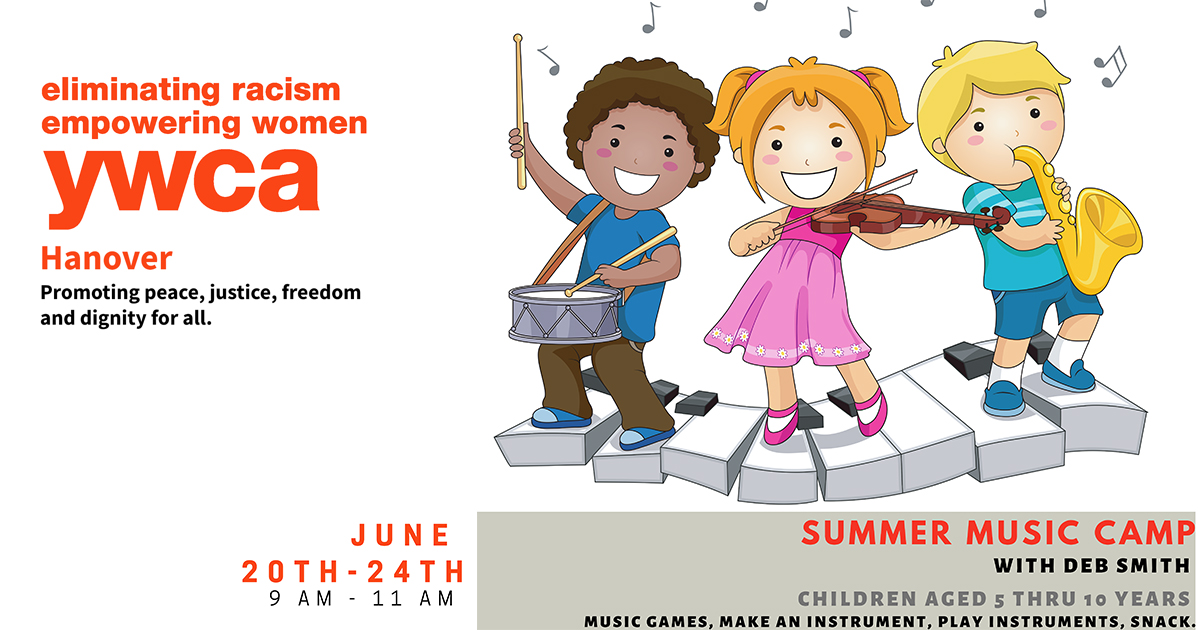 eliminating racism
empowering women
ywca
Hanover
Promoting peace, justice, freedom
and dignity for all.
JUNE
20TH-24TH
9 AM - 11 AM
SUMMER MUSIC CAMP
WITH DEB SMITH
CHILDREN AGED 5 THRU 10 YEARS
MUSIC GAMES, MAKE AN INSTRUMENT, PLAY INSTRUMENTS, SNACK.